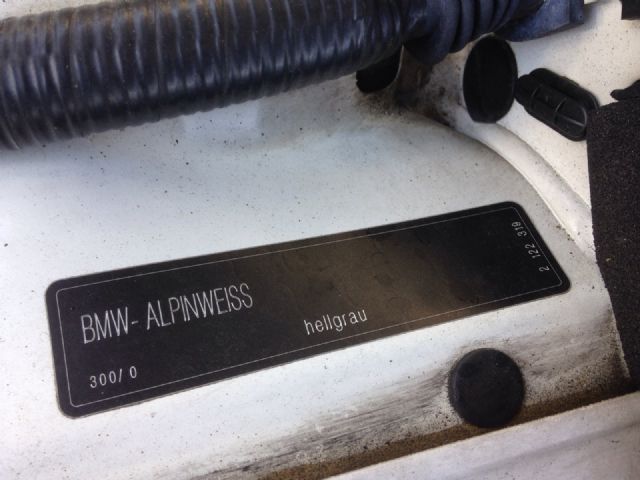 BMW- ALPINWEISS
300/0
hellgrau
2 122 319